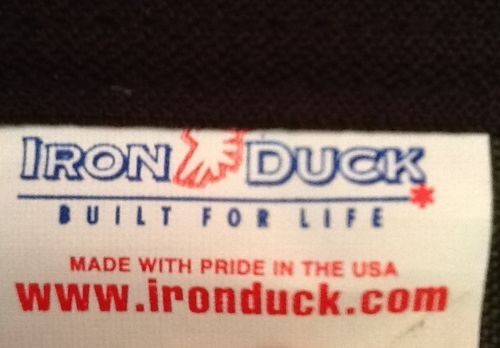 IRON DUCK
BUILT FOR LIFE
MADE WITH PRIDE IN THE USA
www.ironduck.com